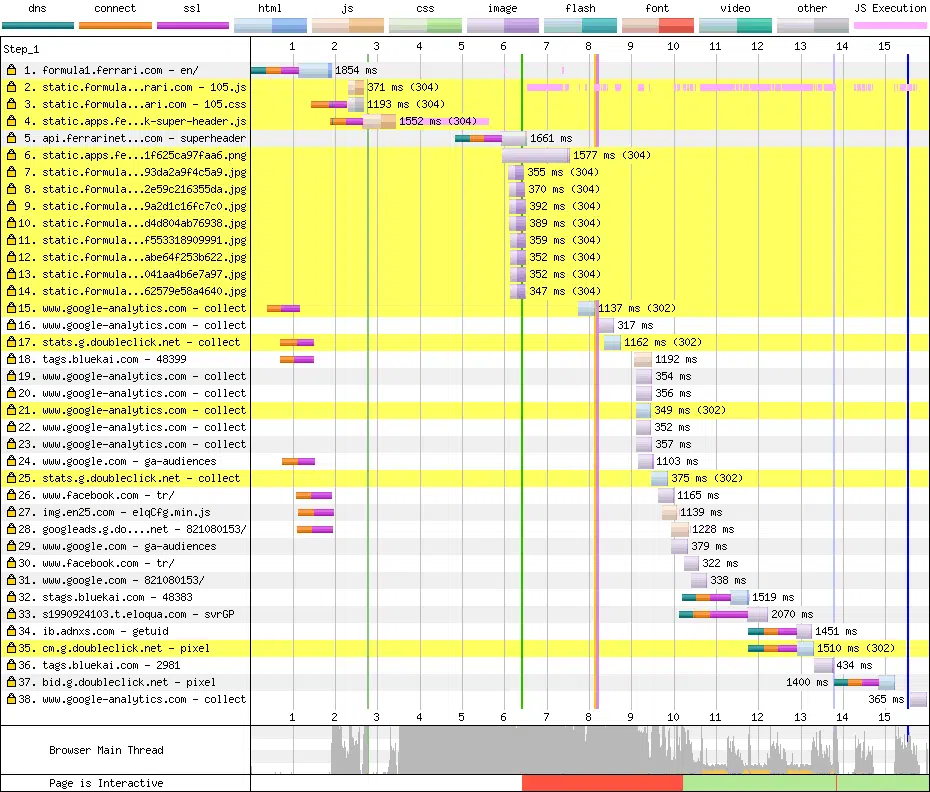 dns connect ssl html js css image flash font video other JS Execution
Step_1 1 2 3 4 5 6 7 8 9 10 11 12 13 14 15
1. formula1.ferrari.com - en/ 1854 ms
2. static.formula...rari.com - 105.js 371 ms (304)
3. static.formula...ari.com - 105.css 1193 ms (304)
4. static.apps.fe...k-super-header.js 1552 ms (304)
5. api.ferrarinet...com - superheader 1661 ms
6. static.apps.fe...1f625ca97faa6.png 1577 ms (304)
7. static.formula...93da2a9f4c5a9.jpg 355 ms (304)
8. static.formula...2e59c216355da.jpg 370 ms (304)
9. static.formula...9a2d1c16fc7c0.jpg 392 ms (304)
10. static.formula...d4d804ab76938.jpg 389 ms (304)
11. static.formula...f553318909991.jpg 359 ms (304)
12. static.formula...abe64f253b622.jpg 352 ms (304)
13. static.formula...041aa4b6e7a97.jpg 352 ms (304)
14. static.formula...62579e58a4640.jpg 347 ms (304)
15. www.google-analytics.com - collect 1137 ms (302)
16. www.google-analytics.com - collect 317 ms
17. stats.g.doubleclick.net - collect 1162 ms (302)
18. tags.bluekai.com - 48399 1192 ms
19. www.google-analytics.com - collect 354 ms
20. www.google-analytics.com - collect 356 ms
21. www.google-analytics.com - collect 349 ms (302)
22. www.google-analytics.com - collect 352 ms
23. www.google-analytics.com - collect 357 ms
24. www.google.com - ga-audiences 1103 ms
25. stats.g.doubleclick.net - collect 375 ms (302)
26. www.facebook.com - tr/ 1165 ms
27. img.en25.com - elqCfg.min.js 1139 ms
28. googleads.g.do....net - 821080153/ 1228 ms
29. www.google.com - ga-audiences 379 ms
30. www.facebook.com - tr/ 322 ms
31. www.google.com - 821080153/ 338 ms
32. stags.bluekai.com - 48383 1519 ms
33. s1990924103.t.eloqua.com - svrGP 2070 ms
34. ib.adnxs.com - getuid 1451 ms
35. cm.g.doubleclick.net - pixel 1510 ms (302)
36. tags.bluekai.com - 2981 434 ms
37. bid.g.doubleclick.net - pixel 1400 ms
38. www.google-analytics.com - collect 365 ms
1 2 3 4 5 6 7 8 9 10 11 12 13 14 15
Browser Main Thread
Page is Interactive